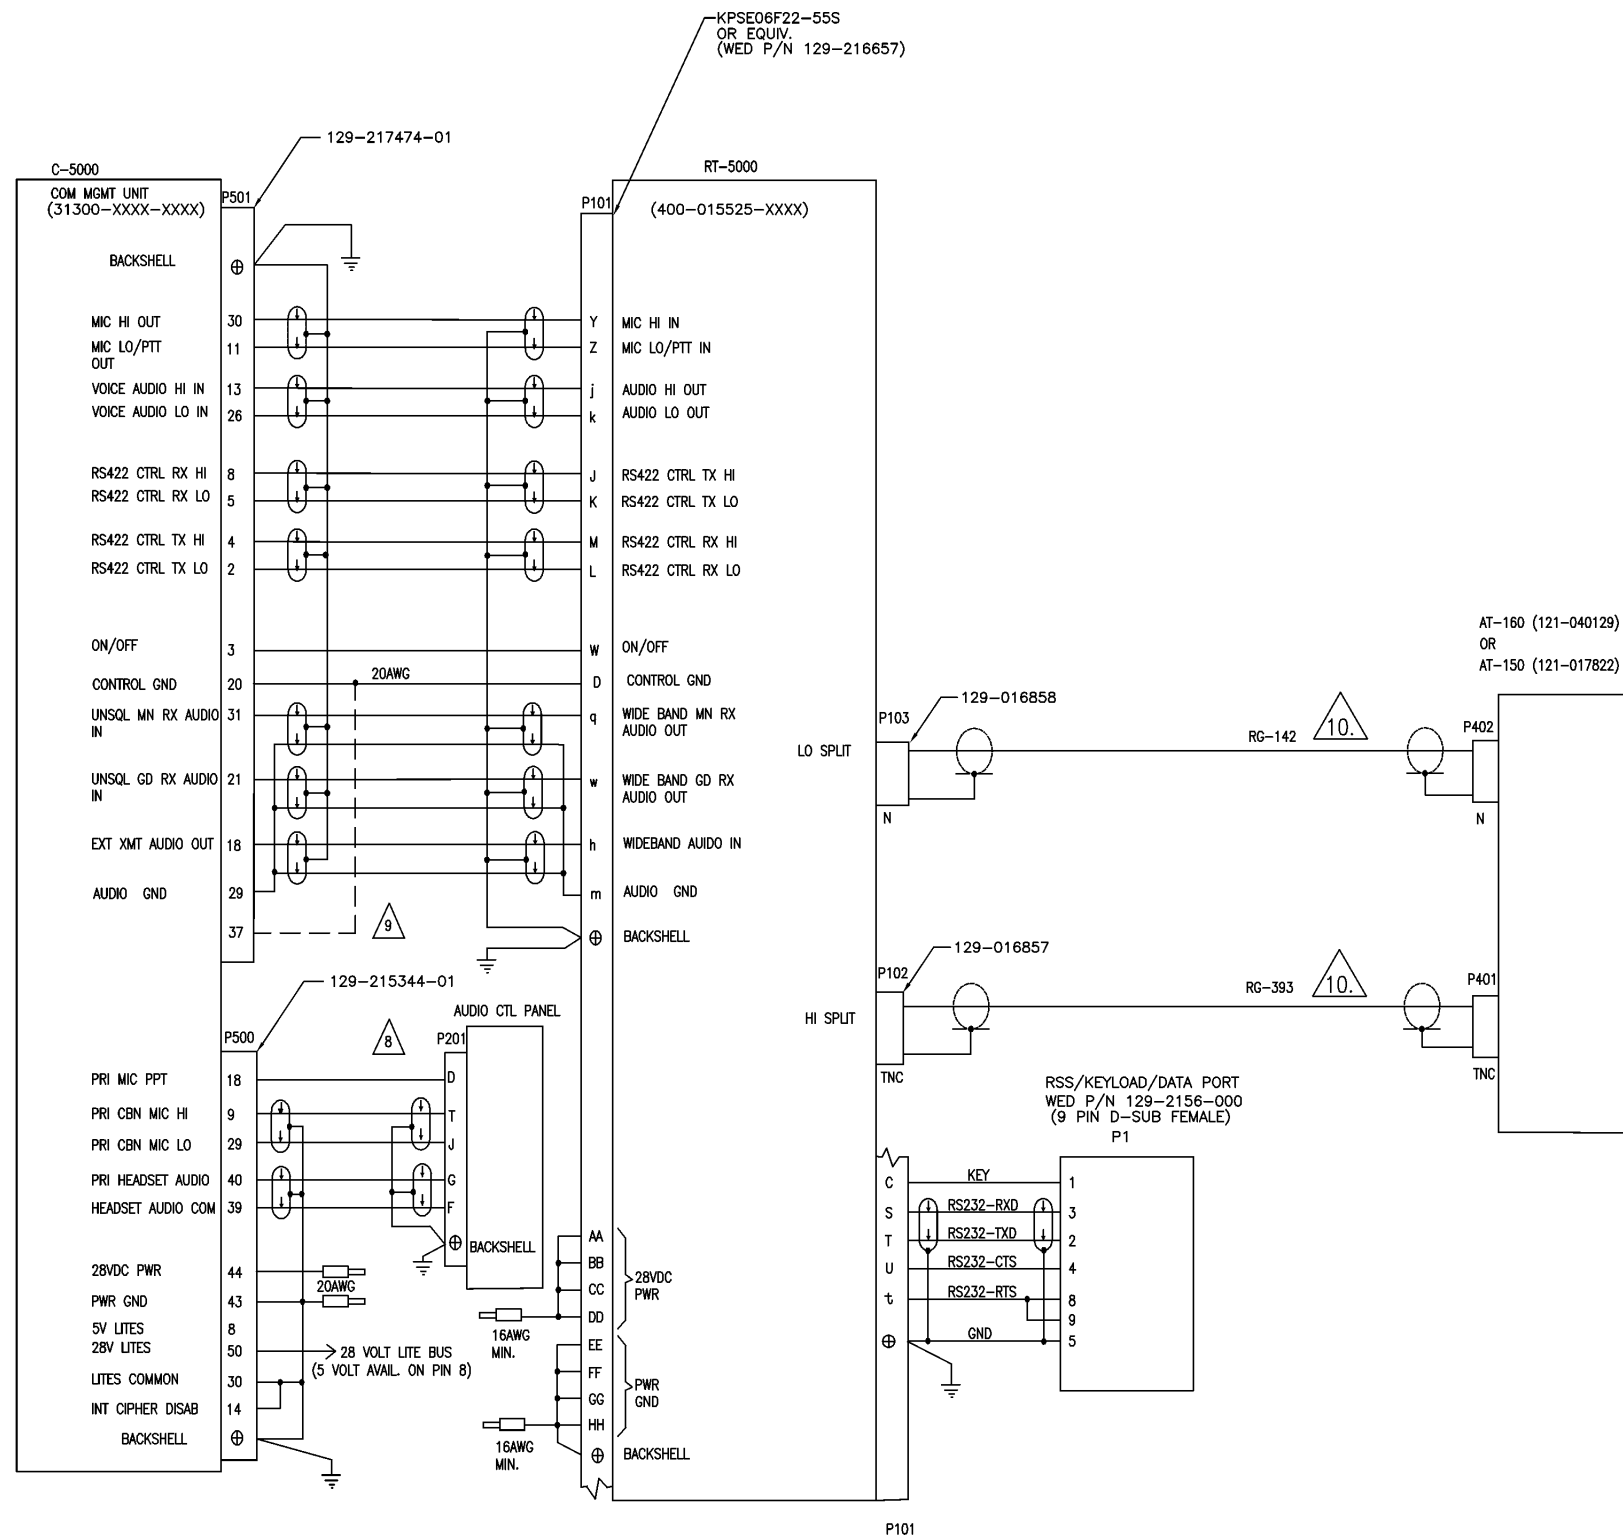 KPSE06F22-55S
OR EQUIV.
(WED P/N 129-216657)
129-217474-01
C-5000
COM MGMT UNIT
(31300-XXXX-XXXX)
P501
BACKSHELL
MIC HI OUT 30
MIC LO/PTT 11
OUT
VOICE AUDIO HI IN 13
VOICE AUDIO LO IN 26
RS422 CTRL RX HI 8
RS422 CTRL RX LO 5
RS422 CTRL TX HI 4
RS422 CTRL TX LO 2
ON/OFF 3
CONTROL GND 20
20AWG
UNSQL MN RX AUDIO 31
IN
UNSQL GD RX AUDIO 21
IN
EXT XMT AUDIO OUT 18
AUDIO GND 29
37
9
RT-5000
P101
(400-015525-XXXX)
Y MIC HI IN
Z MIC LO/PTT IN
j AUDIO HI OUT
k AUDIO LO OUT
J RS422 CTRL TX HI
K RS422 CTRL TX LO
M RS422 CTRL RX HI
L RS422 CTRL RX LO
W ON/OFF
D CONTROL GND
q WIDE BAND MN RX
AUDIO OUT
w WIDE BAND GD RX
AUDIO OUT
h WIDEBAND AUIDO IN
m AUDIO GND
BACKSHELL
129-215344-01
P500
PRI MIC PPT 18
PRI CBN MIC HI 9
PRI CBN MIC LO 29
PRI HEADSET AUDIO 40
HEADSET AUDIO COM 39
28VDC PWR 44
20AWG
PWR GND 43
5V LITES 8
28V LITES 50
28 VOLT LITE BUS
(5 VOLT AVAIL. ON PIN 8)
LITES COMMON 30
INT CIPHER DISAB 14
BACKSHELL
8
AUDIO CTL PANEL
P201
D
T
J
G
F
BACKSHELL
AA
BB
CC
DD
28VDC
PWR
16AWG
MIN.
EE
FF
GG
HH
PWR
GND
16AWG
MIN.
BACKSHELL
129-016858
P103
LO SPLIT
N
RG-142
10.
P402
N
AT-160 (121-040129)
OR
AT-150 (121-017822)
129-016857
P102
HI SPLIT
TNC
RG-393
10.
P401
TNC
RSS/KEYLOAD/DATA PORT
WED P/N 129-2156-000
(9 PIN D-SUB FEMALE)
P1
C KEY 1
S RS232-RXD 3
T RS232-TXD 2
U RS232-CTS 4
t RS232-RTS 8
9
GND 5
P101